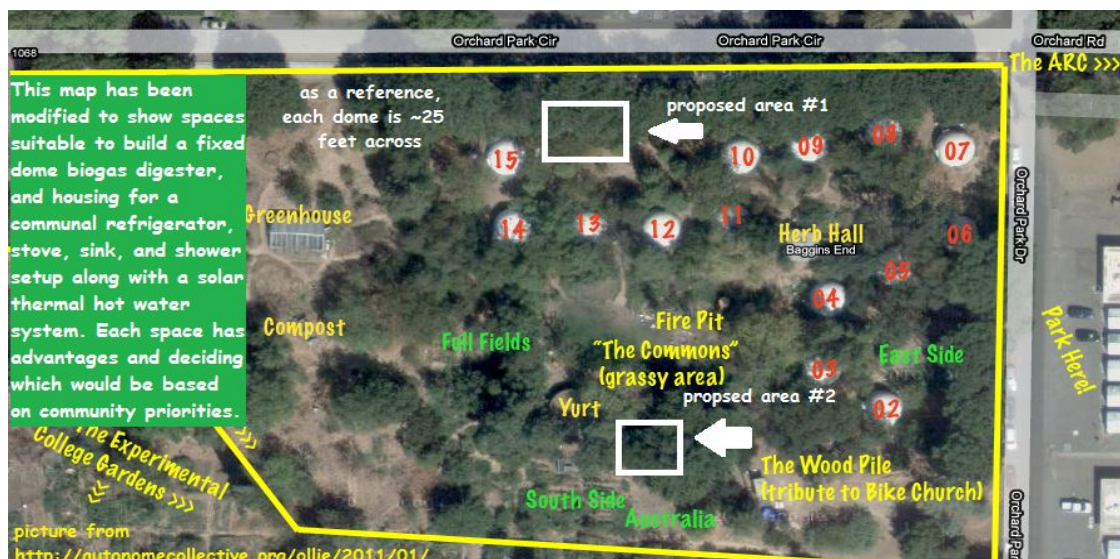 Orchard Park Cir
Orchard Park Cir
Orchard Rd
1068
The ARC >>>
This map has been
modified to show spaces
suitable to build a fixed
dome biogas digester,
and housing for a
communal refrigerator,
stove, sink, and shower
setup along with a solar
thermal hot water
system. Each space has
advantages and deciding
which would be based
on community priorities.
as a reference,
each dome is ~25
feet across
proposed area #1
15
10
09
08
07
Greenhouse
14
13
12
11
Herb Hall
Baggins End
06
05
04
Orchard Park Dr
Compost
Full Fields
Fire Pit
"The Commons"
(grassy area)
03
East Side
Park Here!
Yurt
propsed area #2
02
>>>
The Experimental
College Gardens >>>
The Wood Pile
(tribute to Bike Church)
South Side
Australia
Orchard Par
picture from
http://autonomecollective.org/ollie/2011/01/